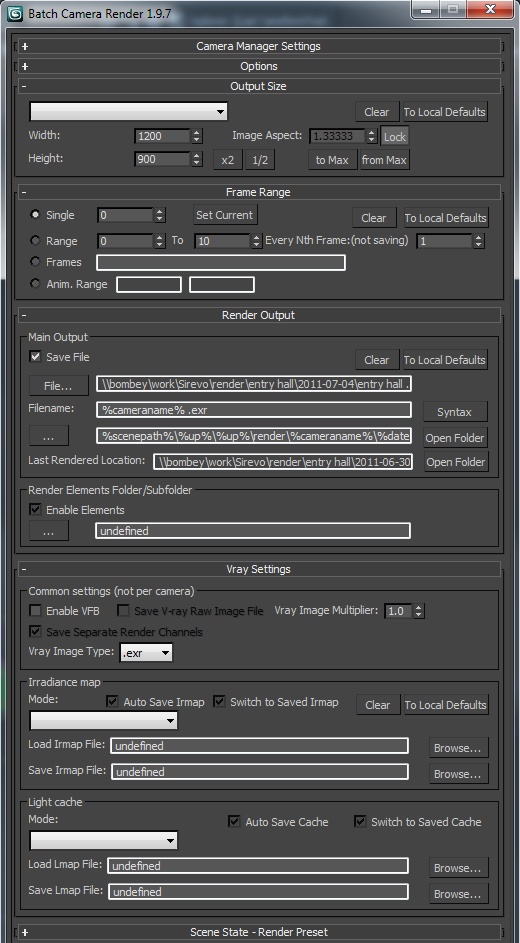 Batch Camera Render 1.9.7
+ Camera Manager Settings
+ Options
- Output Size
Clear To Local Defaults
Width: 1200 Image Aspect: 1.33333 Lock
Height: 900 x2 1/2 to Max from Max
- Frame Range
Single 0 Set Current Clear To Local Defaults
Range 0 To 10 Every Nth Frame:(not saving) 1
Frames
Anim. Range
- Render Output
Main Output
Save File Clear To Local Defaults
File... \\bombey\work\Sirevo\render\entry hall\2011-07-04\entry hall .
Filename: %cameraname% .exr Syntax
... %scenepath%\%up%\%up%\render\%cameraname%\%date Open Folder
Last Rendered Location: \\bombey\work\Sirevo\render\entry hall\2011-06-30 Open Folder
Render Elements Folder/Subfolder
Enable Elements
... undefined
- Vray Settings
Common settings (not per camera)
Enable VFB Save V-ray Raw Image File Vray Image Multiplier: 1.0
Save Separate Render Channels
Vray Image Type: .exr
Irradiance map
Mode: Auto Save Irmap Switch to Saved Irmap Clear To Local Defaults
Load Irmap File: undefined Browse...
Save Irmap File: undefined Browse...
Light cache
Mode: Auto Save Cache Switch to Saved Cache
Load Lmap File: undefined Browse...
Save Lmap File: undefined Browse...
+ Scene State - Render Preset